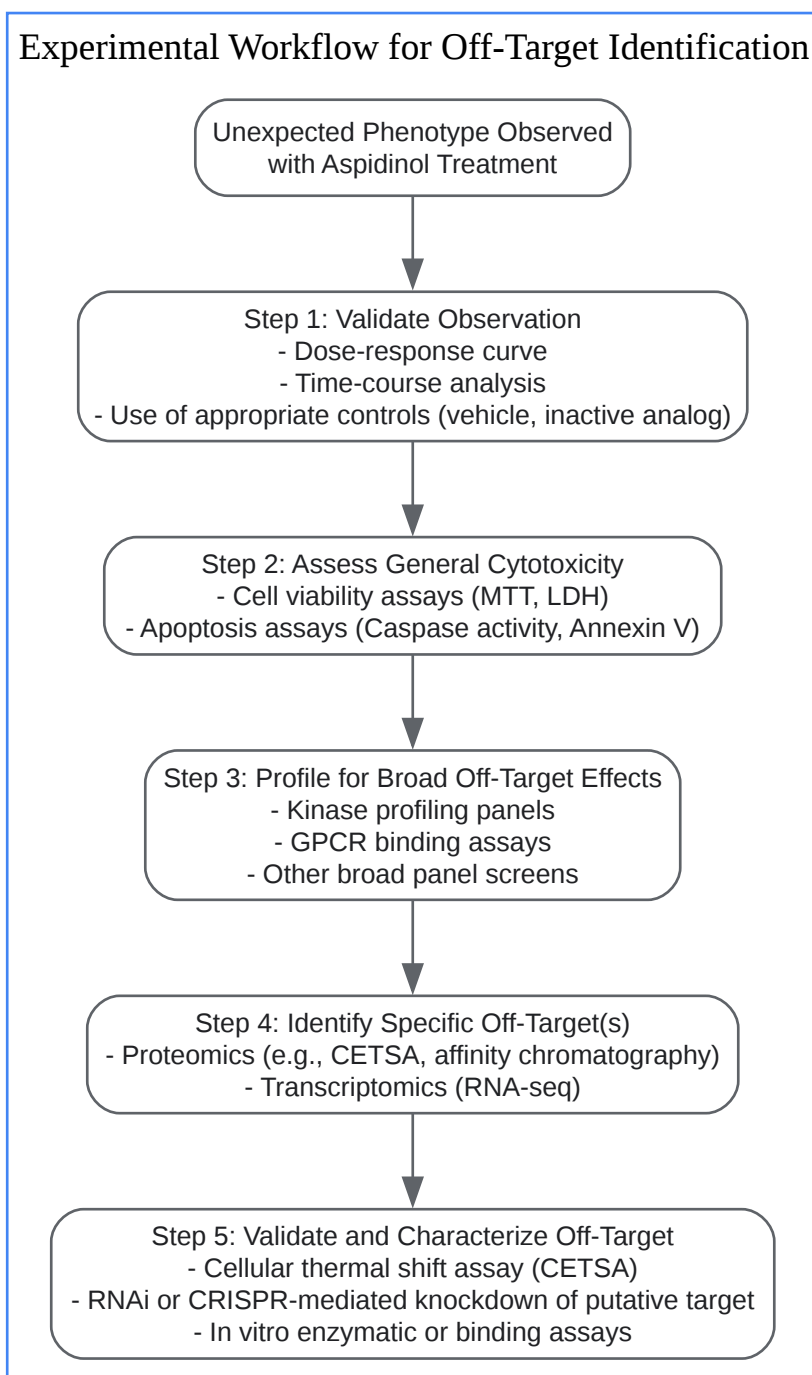 Experimental Workflow for Off-Target Identification
Unexpected Phenotype Observed
with Aspidinol Treatment
Step 1: Validate Observation
- Dose-response curve
- Time-course analysis
- Use of appropriate controls (vehicle, inactive analog)
Step 2: Assess General Cytotoxicity
- Cell viability assays (MTT, LDH)
- Apoptosis assays (Caspase activity, Annexin V)
Step 3: Profile for Broad Off-Target Effects
- Kinase profiling panels
- GPCR binding assays
- Other broad panel screens
Step 4: Identify Specific Off-Target(s)
- Proteomics (e.g., CETSA, affinity chromatography)
- Transcriptomics (RNA-seq)
Step 5: Validate and Characterize Off-Target
- Cellular thermal shift assay (CETSA)
- RNAi or CRISPR-mediated knockdown of putative target
- In vitro enzymatic or binding assays